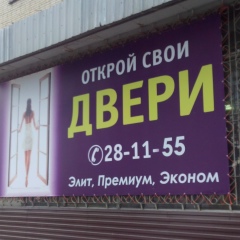 ОТКРОЙ СВОИ
ДВЕРИ
28-11-55
Элит, Премиум, Эконом